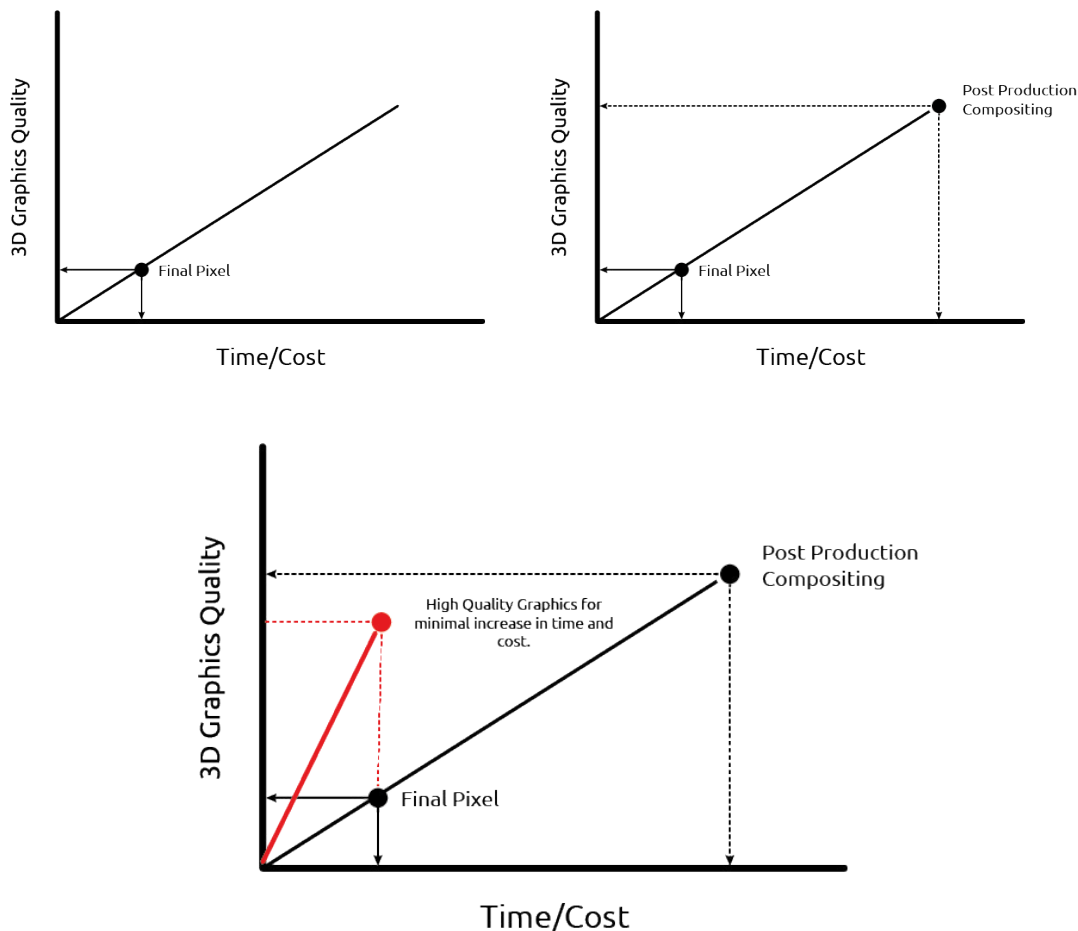 3D Graphics Quality
Final Pixel
Time/Cost
3D Graphics Quality
Post Production
Compositing
Final Pixel
Time/Cost
3D Graphics Quality
Post Production
Compositing
High Quality Graphics for
minimal increase in time and
cost.
Final Pixel
Time/Cost